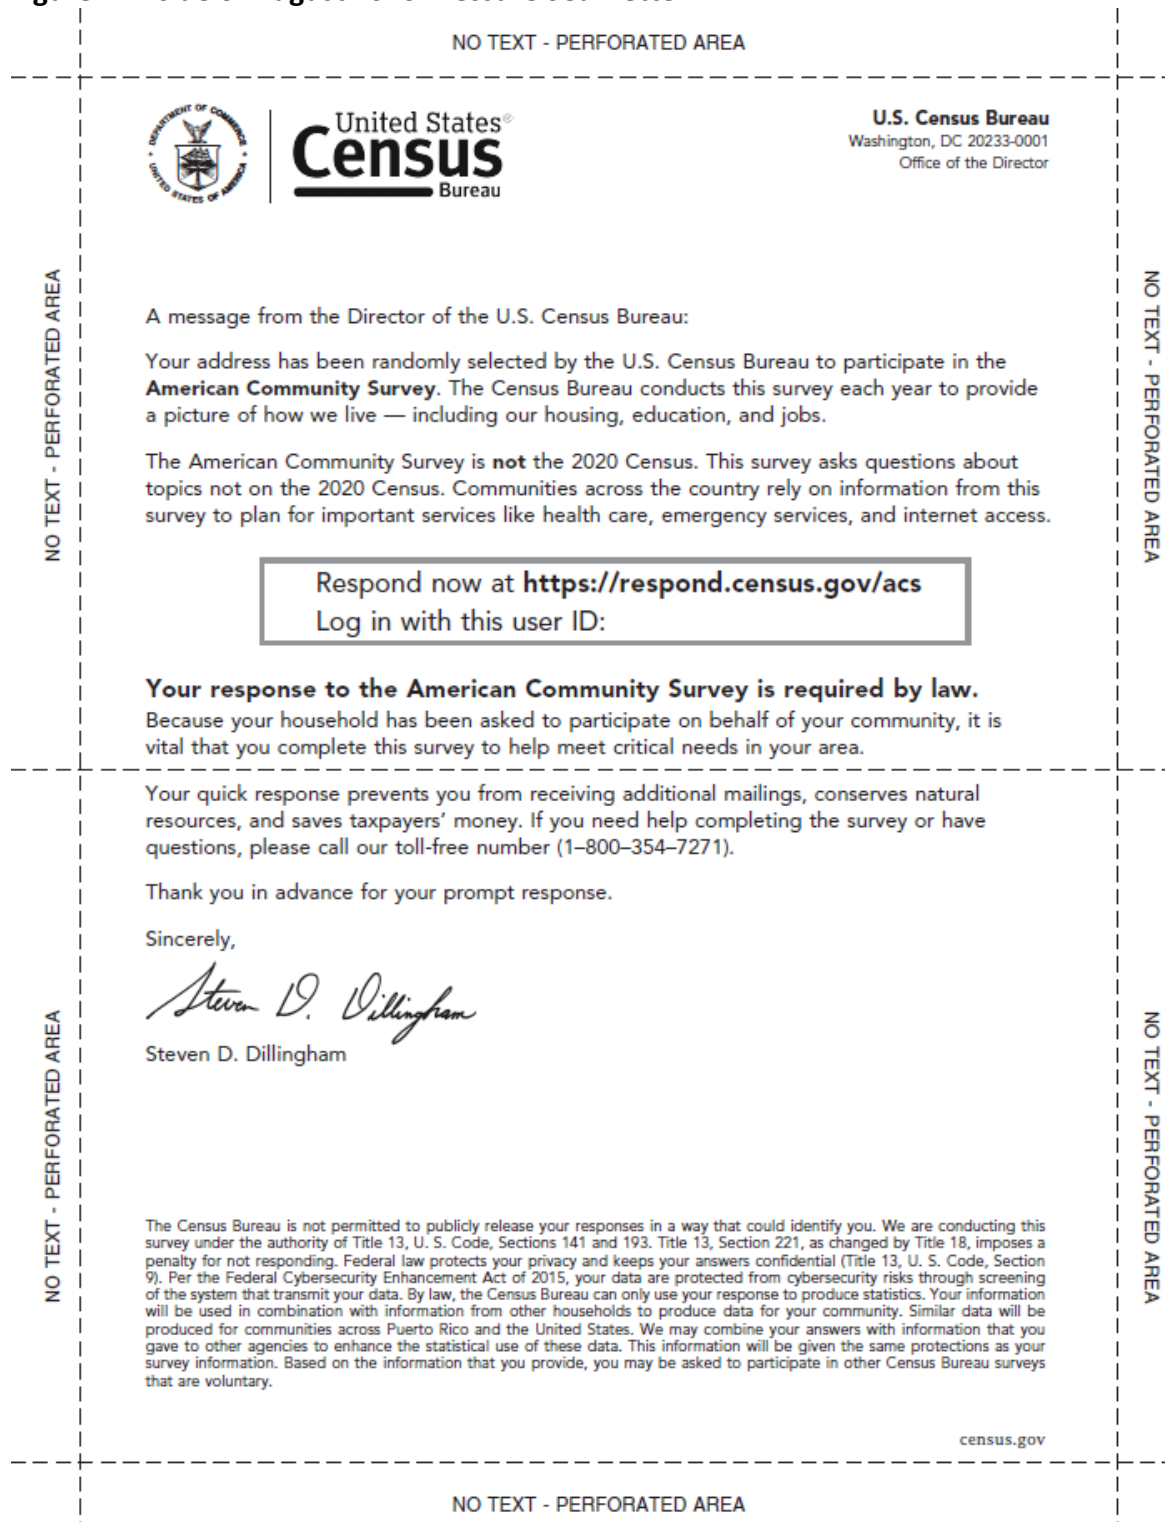 NO TEXT - PERFORATED AREA
DEPARTMENT OF COMMERCE
UNITED STATES OF AMERICA
United States®
Census
Bureau
U.S. Census Bureau
Washington, DC 20233-0001
Office of the Director
NO TEXT - PERFORATED AREA
NO TEXT - PERFORATED AREA
A message from the Director of the U.S. Census Bureau:
Your address has been randomly selected by the U.S. Census Bureau to participate in the
American Community Survey. The Census Bureau conducts this survey each year to provide
a picture of how we live — including our housing, education, and jobs.
The American Community Survey is not the 2020 Census. This survey asks questions about
topics not on the 2020 Census. Communities across the country rely on information from this
survey to plan for important services like health care, emergency services, and internet access.
Respond now at https://respond.census.gov/acs
Log in with this user ID:
Your response to the American Community Survey is required by law.
Because your household has been asked to participate on behalf of your community, it is
vital that you complete this survey to help meet critical needs in your area.
Your quick response prevents you from receiving additional mailings, conserves natural
resources, and saves taxpayers' money. If you need help completing the survey or have
questions, please call our toll-free number (1–800–354–7271).
Thank you in advance for your prompt response.
Sincerely,
Steven D. Dillingham
Steven D. Dillingham
NO TEXT - PERFORATED AREA
NO TEXT - PERFORATED AREA
The Census Bureau is not permitted to publicly release your responses in a way that could identify you. We are conducting this
survey under the authority of Title 13, U. S. Code, Sections 141 and 193. Title 13, Section 221, as changed by Title 18, imposes a
penalty for not responding. Federal law protects your privacy and keeps your answers confidential (Title 13, U. S. Code, Section
9). Per the Federal Cybersecurity Enhancement Act of 2015, your data are protected from cybersecurity risks through screening
of the system that transmit your data. By law, the Census Bureau can only use your response to produce statistics. Your information
will be used in combination with information from other households to produce data for your community. Similar data will be
produced for communities across Puerto Rico and the United States. We may combine your answers with information that you
gave to other agencies to enhance the statistical use of these data. This information will be given the same protections as your
survey information. Based on the information that you provide, you may be asked to participate in other Census Bureau surveys
that are voluntary.
census.gov
NO TEXT - PERFORATED AREA